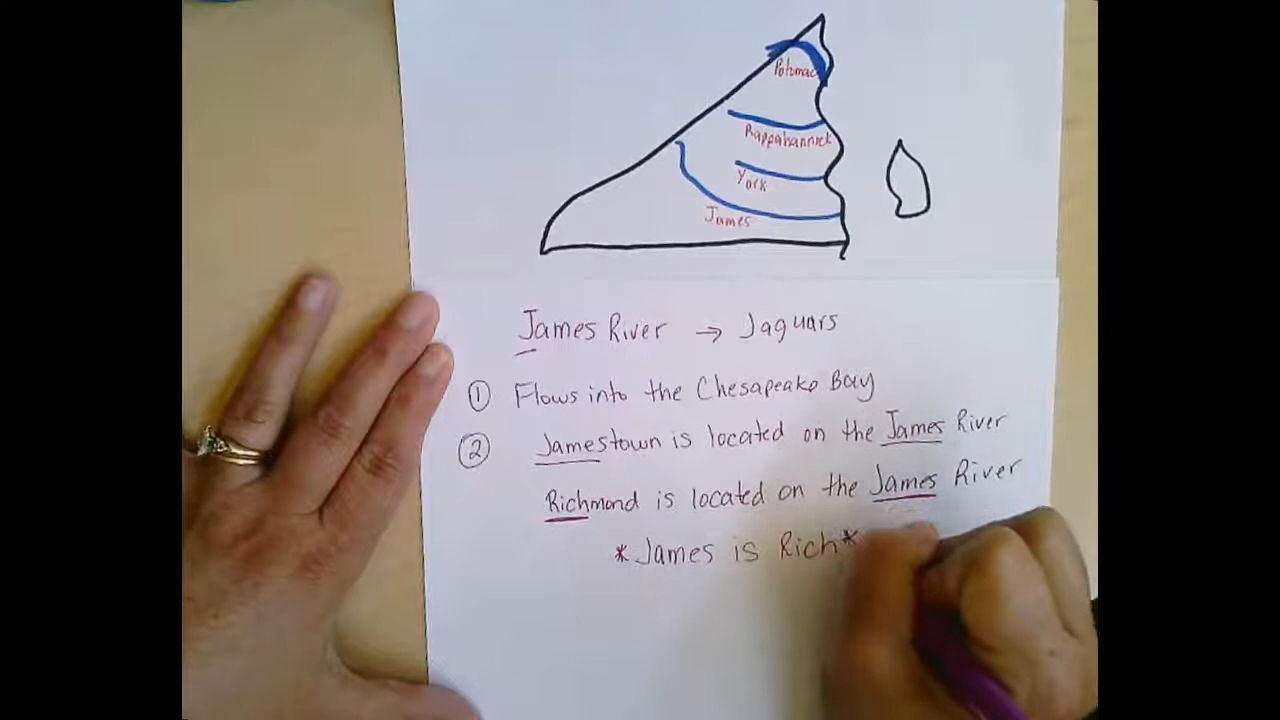 Potomac
Rappahannock
York
James
James River → Jaguars
① Flows into the Chesapeake Bay
② Jamestown is located on the James River
Richmond is located on the James River
*James is Rich*